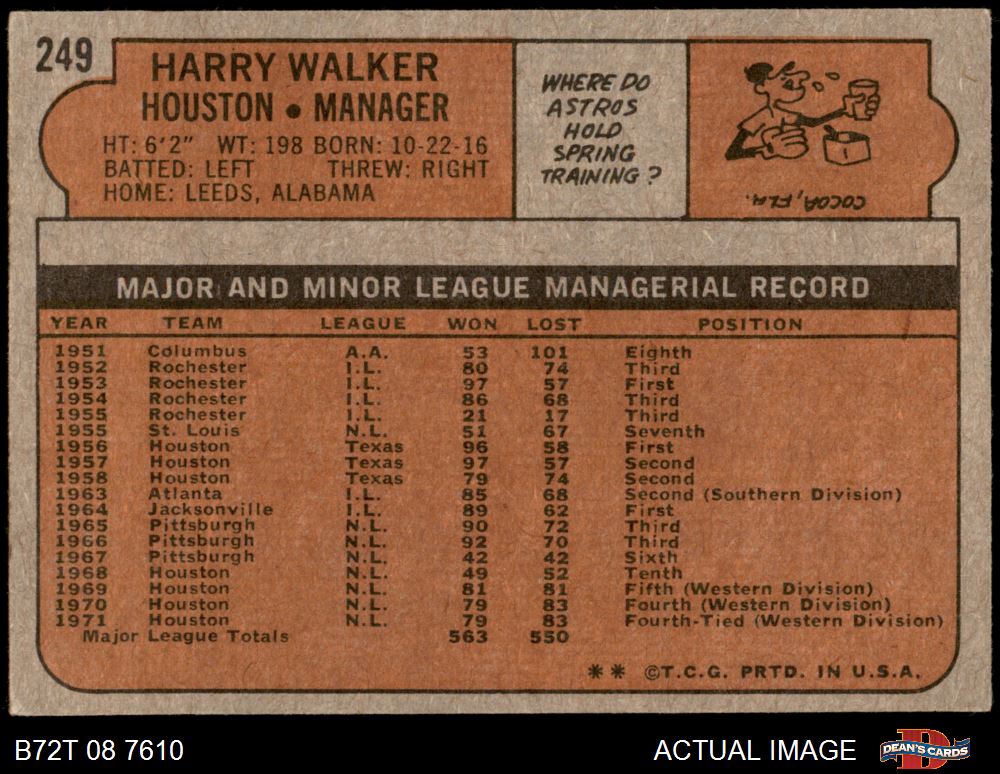 249
HARRY WALKER
HOUSTON • MANAGER
HT: 6'2" WT: 198 BORN: 10-22-16
BATTED: LEFT THREW: RIGHT
HOME: LEEDS, ALABAMA
WHERE DO
ASTROS
HOLD
SPRING
TRAINING?
1
COCOA, FLA.
MAJOR AND MINOR LEAGUE MANAGERIAL RECORD
YEAR TEAM LEAGUE WON LOST POSITION
1951 Columbus A.A. 53 101 Eighth
1952 Rochester I.L. 80 74 Third
1953 Rochester I.L. 97 57 First
1954 Rochester I.L. 86 68 Third
1955 Rochester I.L. 21 17 Third
1955 St. Louis N.L. 51 67 Seventh
1956 Houston Texas 96 58 First
1957 Houston Texas 97 57 Second
1958 Houston Texas 79 74 Second
1963 Atlanta I.L. 85 68 Second (Southern Division)
1964 Jacksonville I.L. 89 62 First
1965 Pittsburgh N.L. 90 72 Third
1966 Pittsburgh N.L. 92 70 Third
1967 Pittsburgh N.L. 42 42 Sixth
1968 Houston N.L. 49 52 Tenth
1969 Houston N.L. 81 81 Fifth (Western Division)
1970 Houston N.L. 79 83 Fourth (Western Division)
1971 Houston N.L. 79 83 Fourth-Tied (Western Division)
Major League Totals 563 550
** ©T.C.G. PRTD. IN U.S.A.
B72T 08 7610 ACTUAL IMAGE DEAN'S CARDS